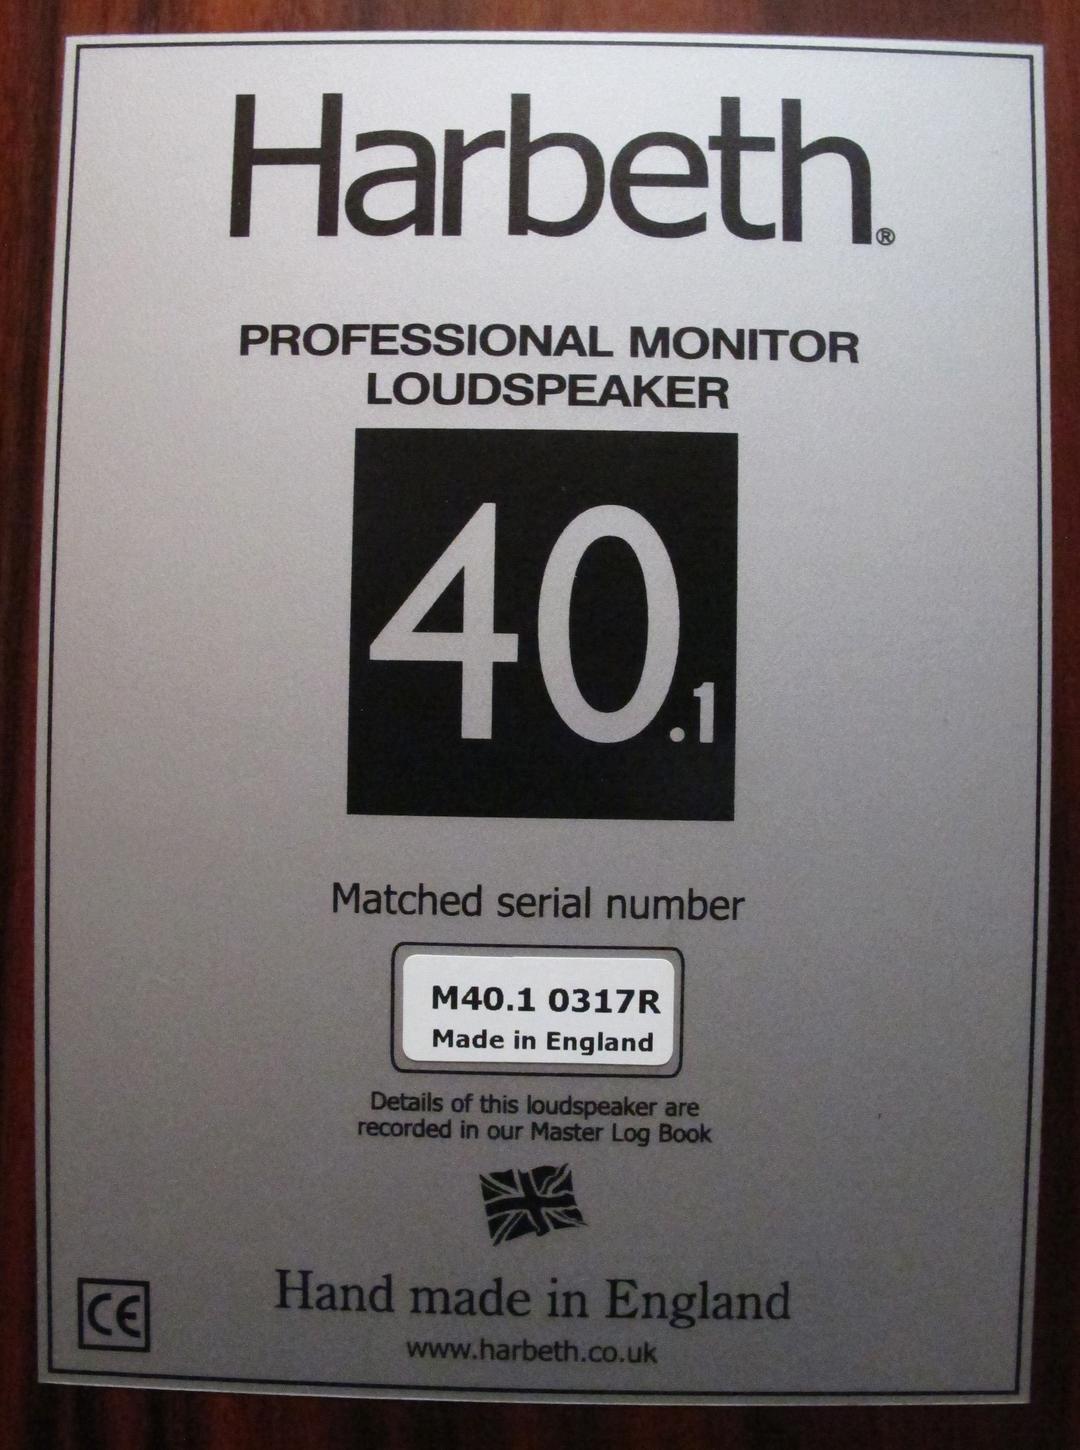 Harbeth®
PROFESSIONAL MONITOR
LOUDSPEAKER
40.1
Matched serial number
M40.1 0317R
Made in England
Details of this loudspeaker are
recorded in our Master Log Book
CE
Hand made in England
www.harbeth.co.uk